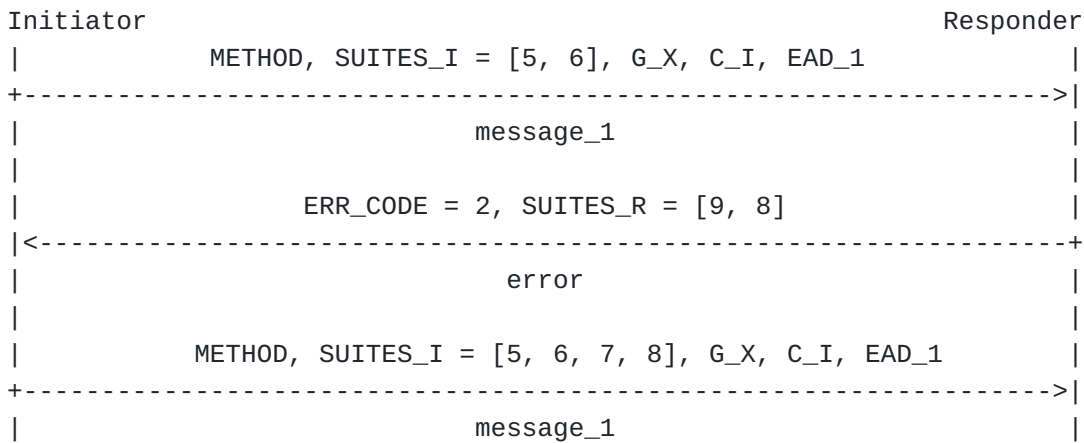 Initiator Responder
METHOD, SUITES_I = [5, 6], G_X, C_I, EAD_1
message_1
ERR_CODE = 2, SUITES_R = [9, 8]
error
METHOD, SUITES_I = [5, 6, 7, 8], G_X, C_I, EAD_1
message_1